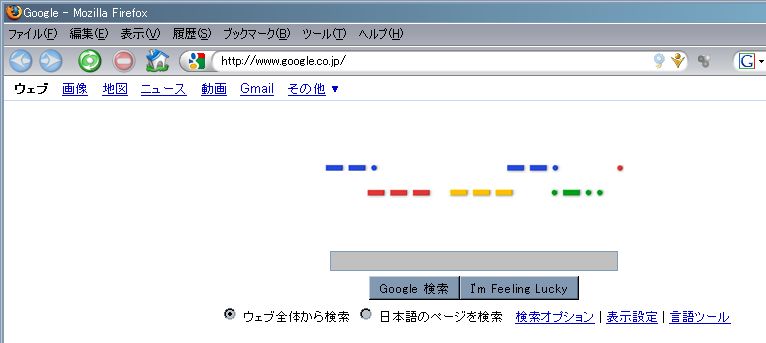 Google - Mozilla Firefox
ファイル(F) 編集(E) 表示(V) 履歴(S) ブックマーク(B) ツール(T) ヘルプ(H)
http://www.google.co.jp/ G
ウェブ 画像 地図 ニュース 動画 Gmail その他 ▼
Google 検索 I'm Feeling Lucky
ウェブ全体から検索 日本語のページを検索 検索オプション | 表示設定 | 言語ツール